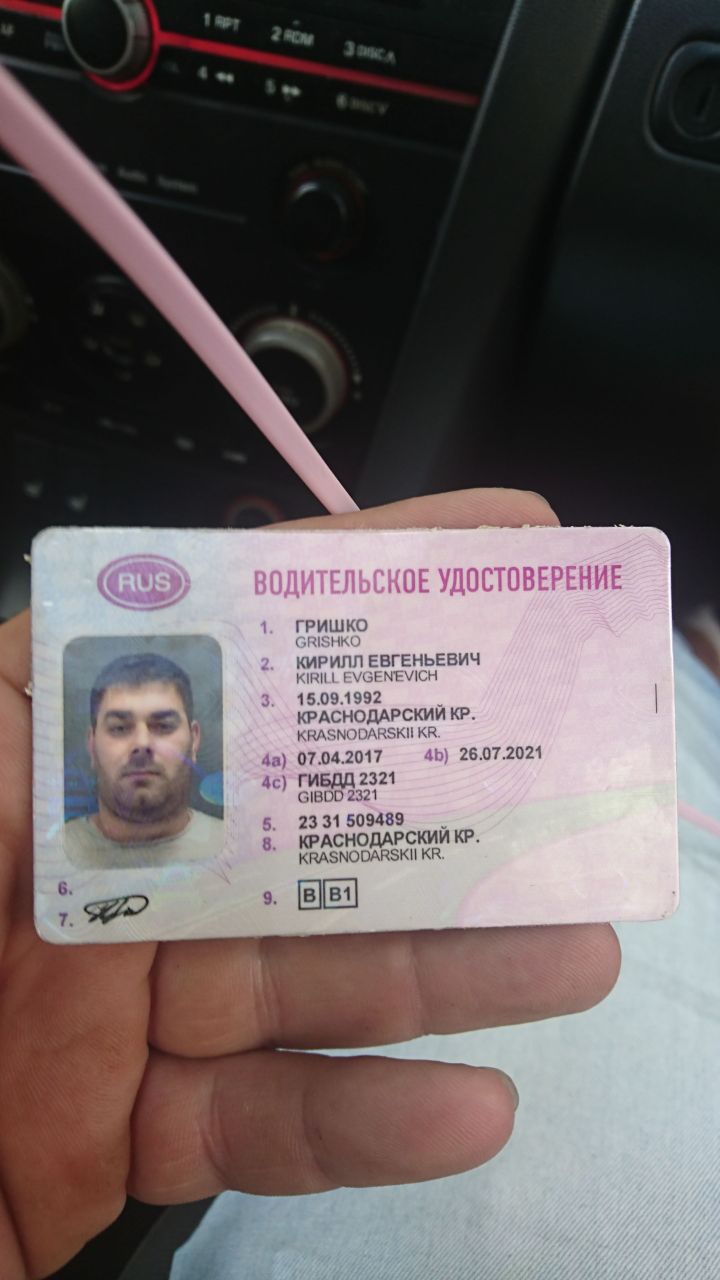 1 RPT 2 RDM 3 DISC
4 5 6 DISC
RUS
ВОДИТЕЛЬСКОЕ УДОСТОВЕРЕНИЕ
1. ГРИШКО
GRISHKO
2. КИРИЛЛ ЕВГЕНЬЕВИЧ
KIRILL EVGEN'EVICH
3. 15.09.1992
КРАСНОДАРСКИЙ КР.
KRASNODARSKII KR.
4a) 07.04.2017 4b) 26.07.2021
4c) ГИБДД 2321
GIBDD 2321
5. 23 31 509489
8. КРАСНОДАРСКИЙ КР.
KRASNODARSKII KR.
6.
7.
9. B B1